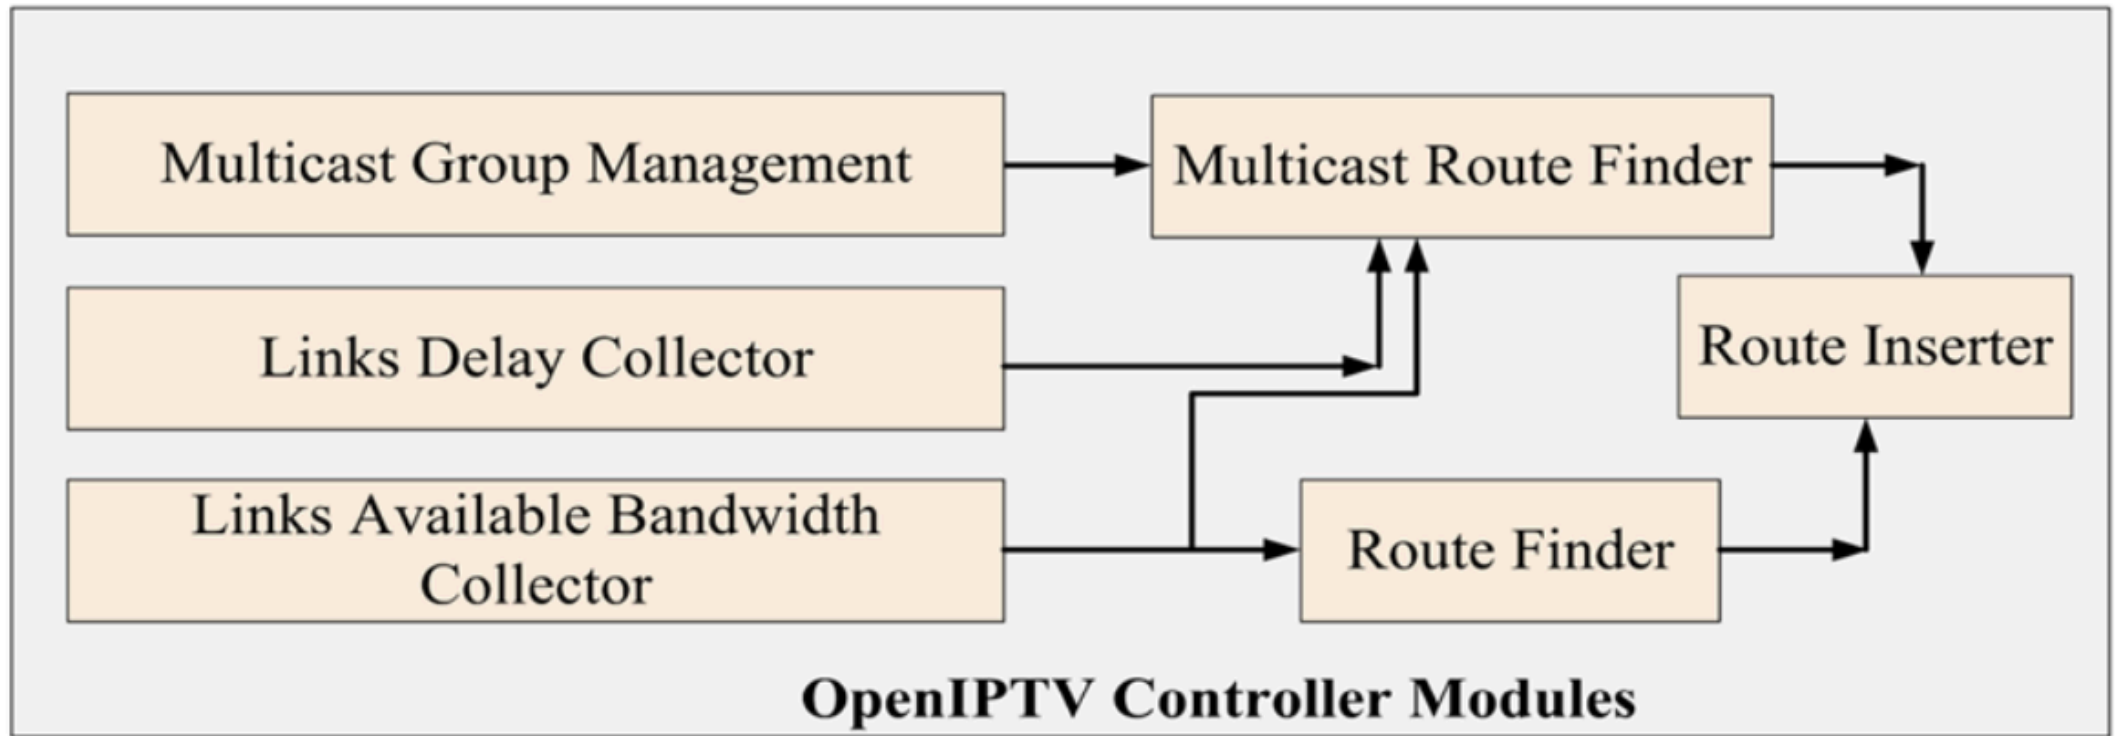 Multicast Group Management
Multicast Route Finder
Links Delay Collector
Route Inserter
Links Available Bandwidth
Collector
Route Finder
OpenIPTV Controller Modules